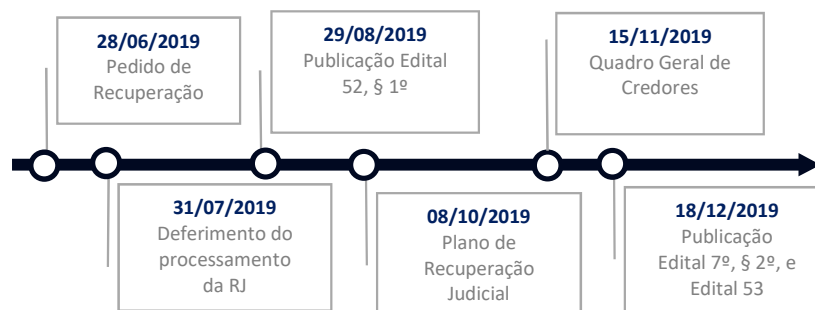 28/06/2019
Pedido de
Recuperação
29/08/2019
Publicação Edital
52, § 1º
15/11/2019
Quadro Geral de
Credores
31/07/2019
Deferimento do
processamento
da RJ
08/10/2019
Plano de
Recuperação
Judicial
18/12/2019
Publicação
Edital 7º, § 2º, e
Edital 53